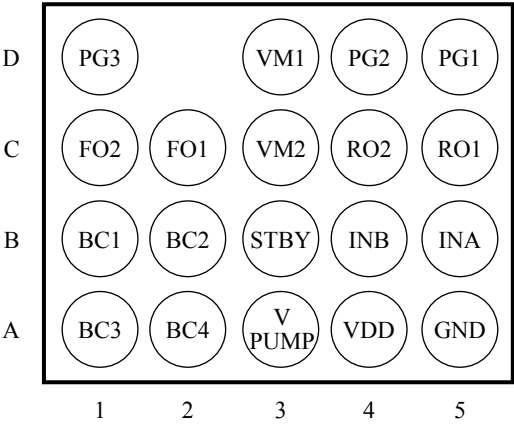 D PG3 VM1 PG2 PG1
C FO2 FO1 VM2 RO2 RO1
B BC1 BC2 STBY INB INA
A BC3 BC4 V PUMP VDD GND
1 2 3 4 5